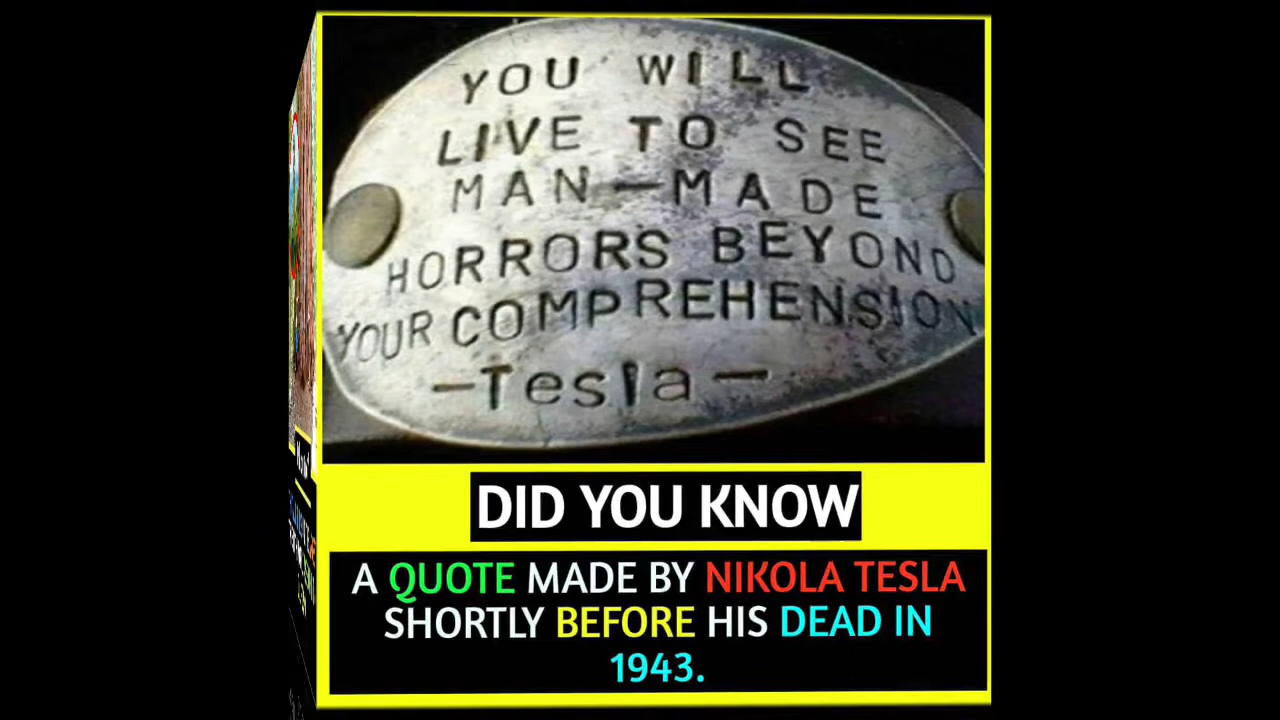 YOU WILL
LIVE TO SEE
MAN—MADE
HORRORS BEYOND
YOUR COMPREHENSION
—Tesla—
DID YOU KNOW
A QUOTE MADE BY NIKOLA TESLA
SHORTLY BEFORE HIS DEAD IN
1943.